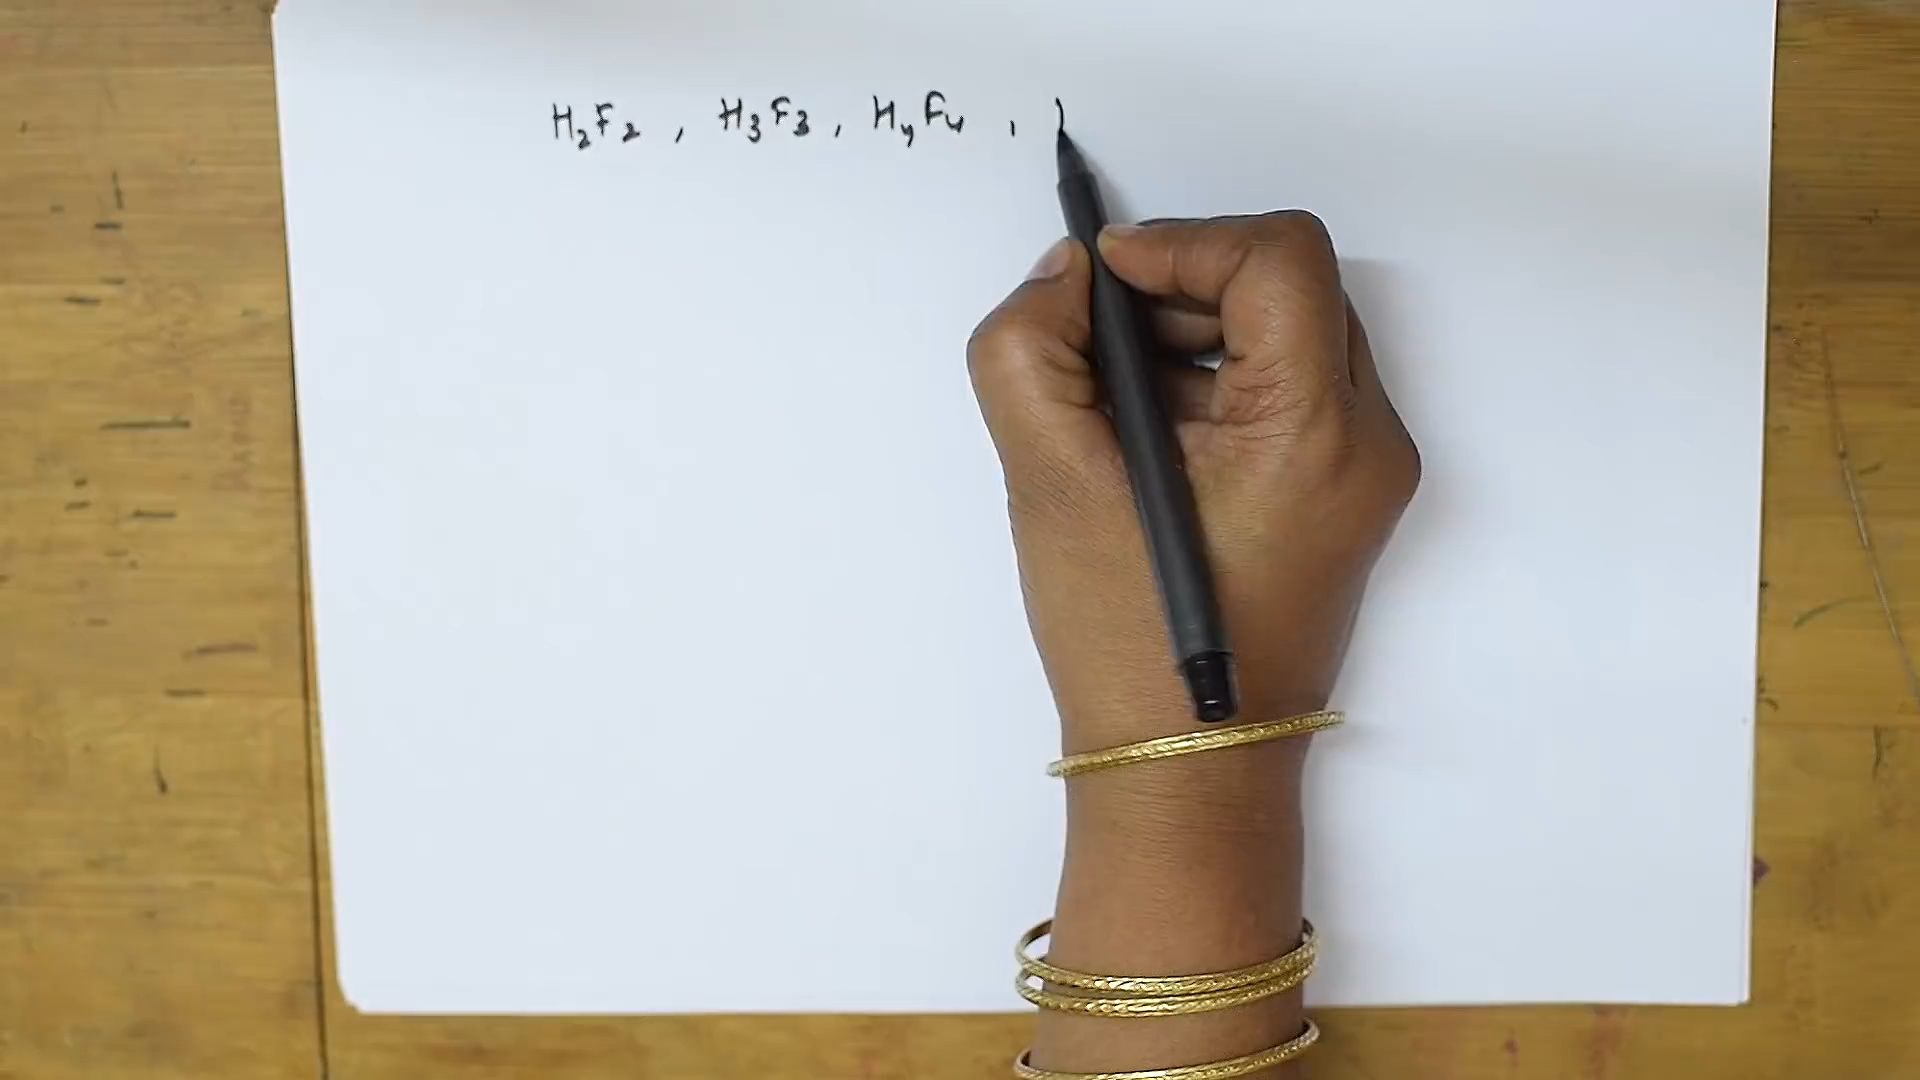 H₂F₂ , H₃F₃ , H₄F₄ ,